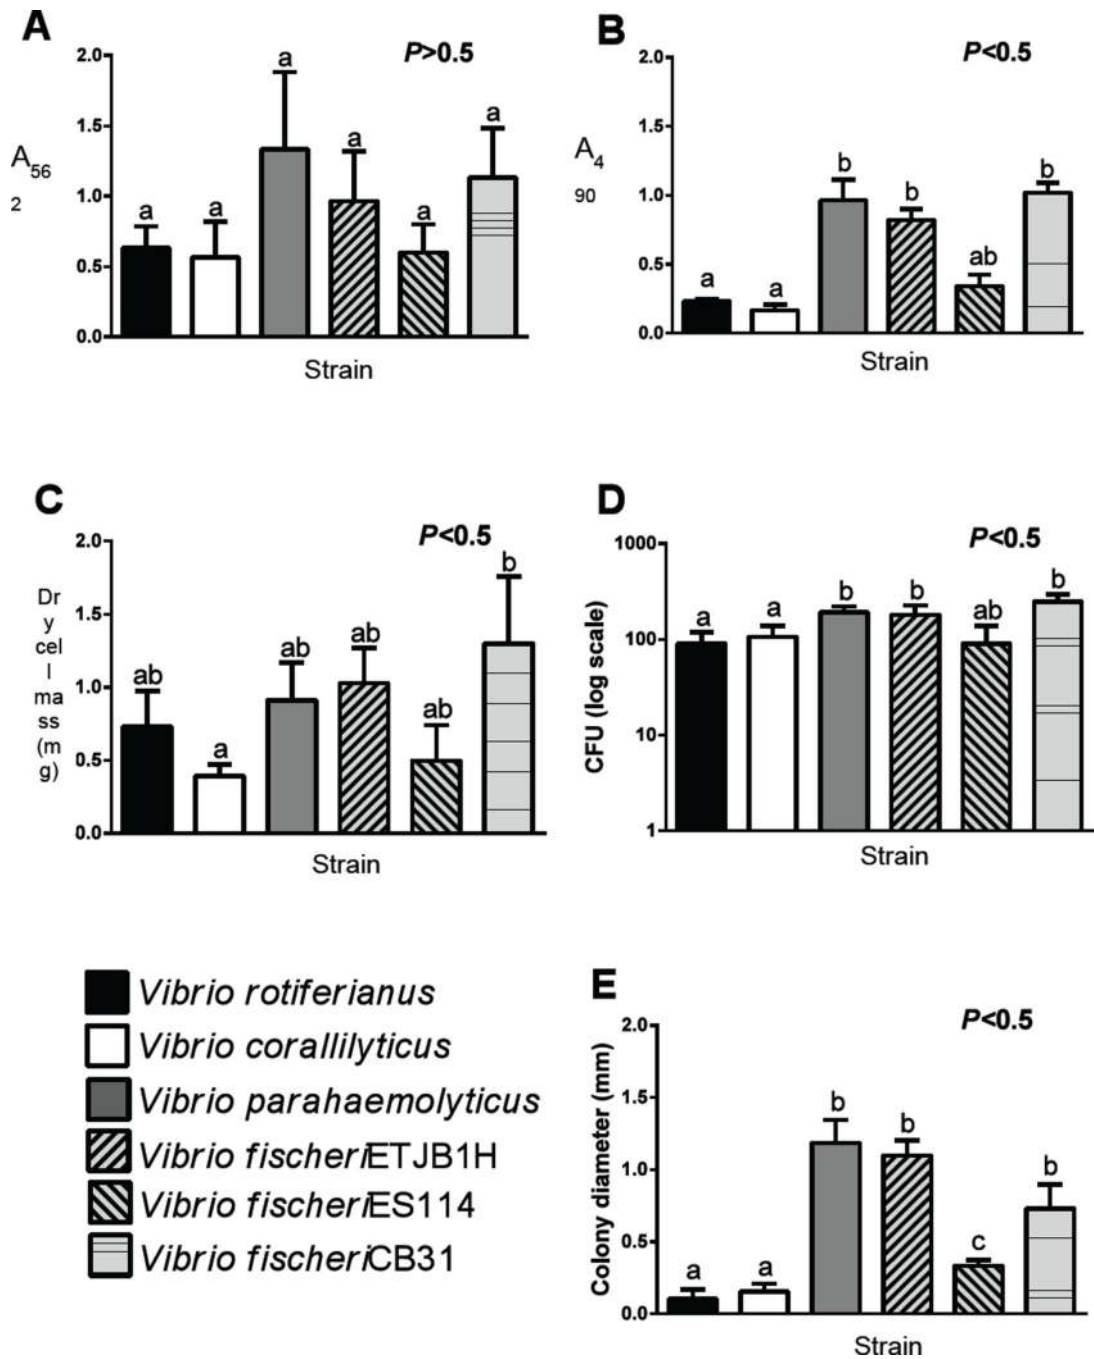 A
P>0.5
2.0
1.5
1.0
0.5
0.0
A56
2
a
a
a
a
a
a
Strain
B
P<0.5
2.0
1.5
1.0
0.5
0.0
A4
90
a
a
b
b
ab
b
Strain
C
P<0.5
2.0
1.5
1.0
0.5
0.0
Dr
y
cel
l
ma
ss
(m
g)
ab
a
ab
ab
ab
b
Strain
D
P<0.5
1000
100
10
1
CFU (log scale)
a
a
b
b
ab
b
Strain
Vibrio rotiferianus
Vibrio corallilyticus
Vibrio parahaemolyticus
Vibrio fischeriETJB1H
Vibrio fischeriES114
Vibrio fischeriCB31
E
P<0.5
2.0
1.5
1.0
0.5
0.0
Colony diameter (mm)
a
a
b
b
c
b
Strain